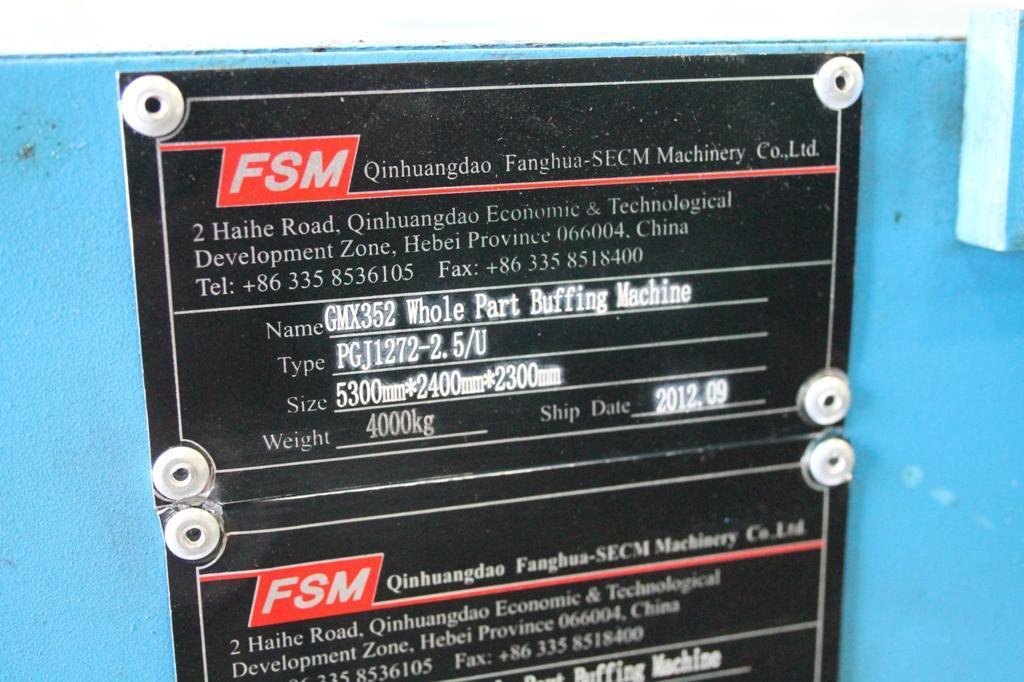 FSM Qinhuangdao Fanghua-SECM Machinery Co.,Ltd.
2 Haihe Road, Qinhuangdao Economic & Technological
Development Zone, Hebei Province 066004, China
Tel: +86 335 8536105 Fax: +86 335 8518400
Name GMX352 Whole Part Buffing Machine
Type PGJ1272-2.5/U
Size 5300mm*2400mm*2300mm
Weight 4000kg Ship Date 2012.09
FSM Qinhuangdao Fanghua-SECM Machinery Co.,Ltd.
2 Haihe Road, Qinhuangdao Economic & Technological
Development Zone, Hebei Province 066004, China
335 8536105 Fax: +86 335 8518400
Part Buffing Machine